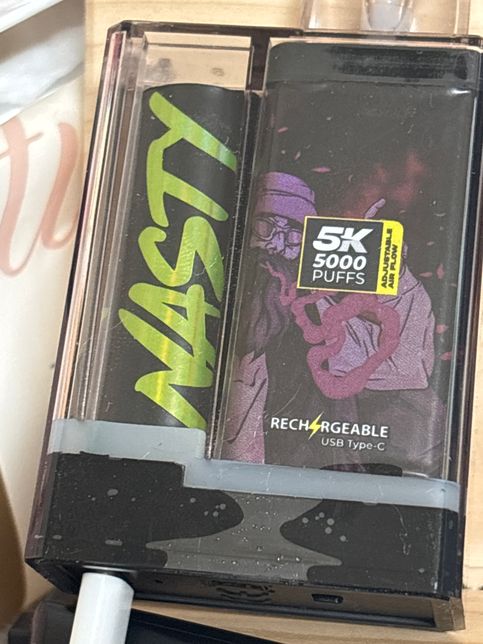 NASTY
5K
5000
PUFFS
ADJUSTABLE
AIR FLOW
RECHARGEABLE
USB Type-C